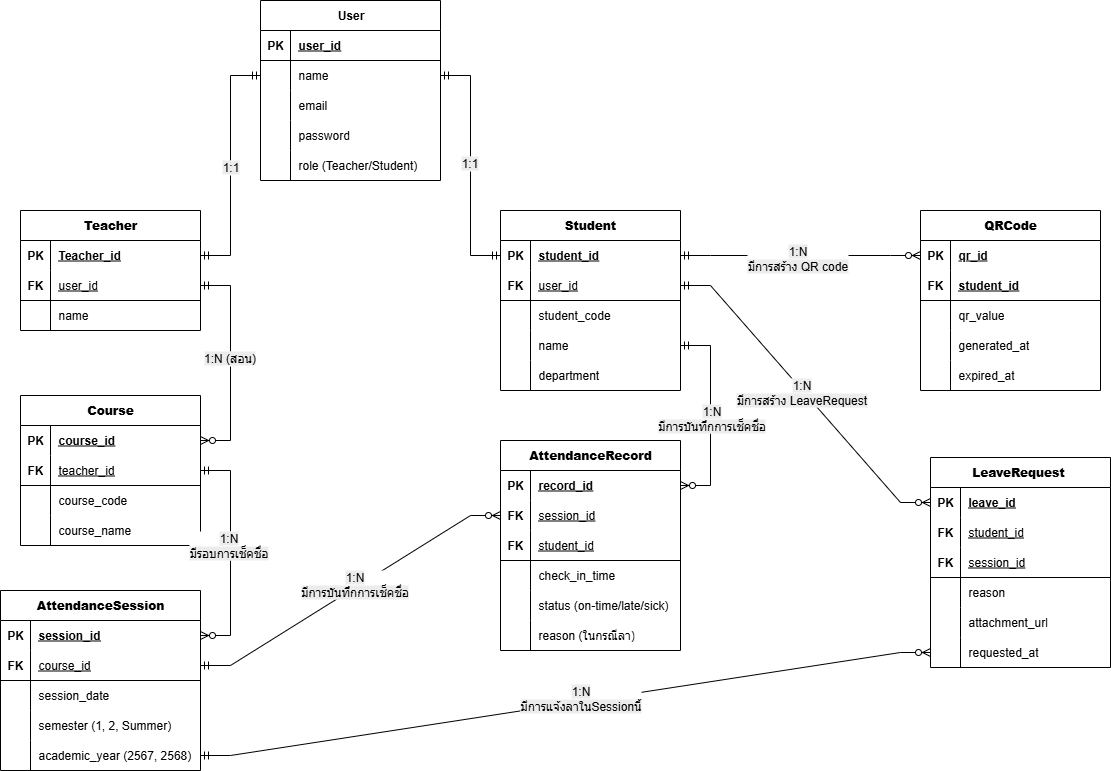 User
PK user_id
name
email
password
role (Teacher/Student)
1:1
1:1
Teacher
PK Teacher_id
FK user_id
name
Student
PK student_id
FK user_id
student_code
name
department
QRCode
PK qr_id
FK student_id
qr_value
generated_at
expired_at
1:N
มีการสร้าง QR code
1:N (สอน)
1:N
มีการสร้าง LeaveRequest
1:N
มีการบันทึกการเช็คชื่อ
Course
PK course_id
FK teacher_id
course_code
course_name
AttendanceRecord
PK record_id
FK session_id
FK student_id
check_in_time
status (on-time/late/sick)
reason (ในกรณีลา)
LeaveRequest
PK leave_id
FK student_id
FK session_id
reason
attachment_url
requested_at
1:N
มีรอบการเช็คชื่อ
1:N
มีการบันทึกการเช็คชื่อ
AttendanceSession
PK session_id
FK course_id
session_date
semester (1, 2, Summer)
academic_year (2567, 2568)
1:N
มีการแจ้งลาในSessionนี้